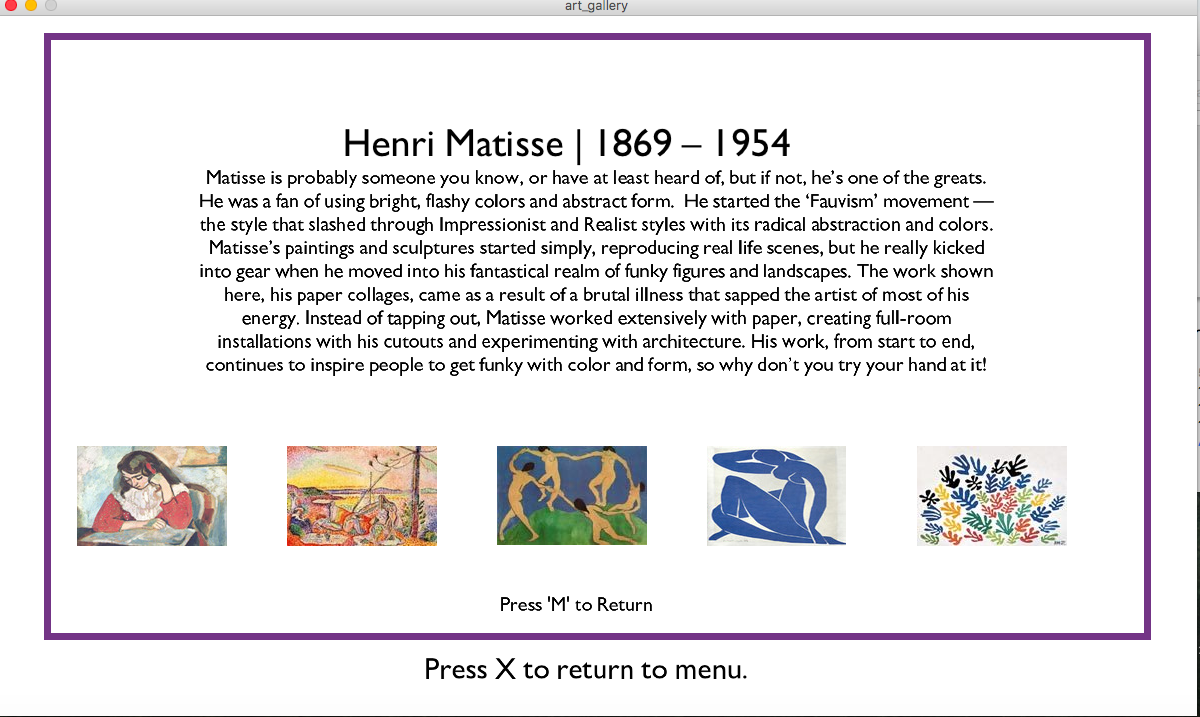 art_gallery
Henri Matisse | 1869 – 1954
Matisse is probably someone you know, or have at least heard of, but if not, he’s one of the greats.
He was a fan of using bright, flashy colors and abstract form.  He started the ‘Fauvism’ movement —
the style that slashed through Impressionist and Realist styles with its radical abstraction and colors.
Matisse’s paintings and sculptures started simply, reproducing real life scenes, but he really kicked
into gear when he moved into his fantastical realm of funky figures and landscapes. The work shown
here, his paper collages, came as a result of a brutal illness that sapped the artist of most of his
energy. Instead of tapping out, Matisse worked extensively with paper, creating full-room
installations with his cutouts and experimenting with architecture. His work, from start to end,
continues to inspire people to get funky with color and form, so why don’t you try your hand at it!
Press 'M' to Return
Press X to return to menu.